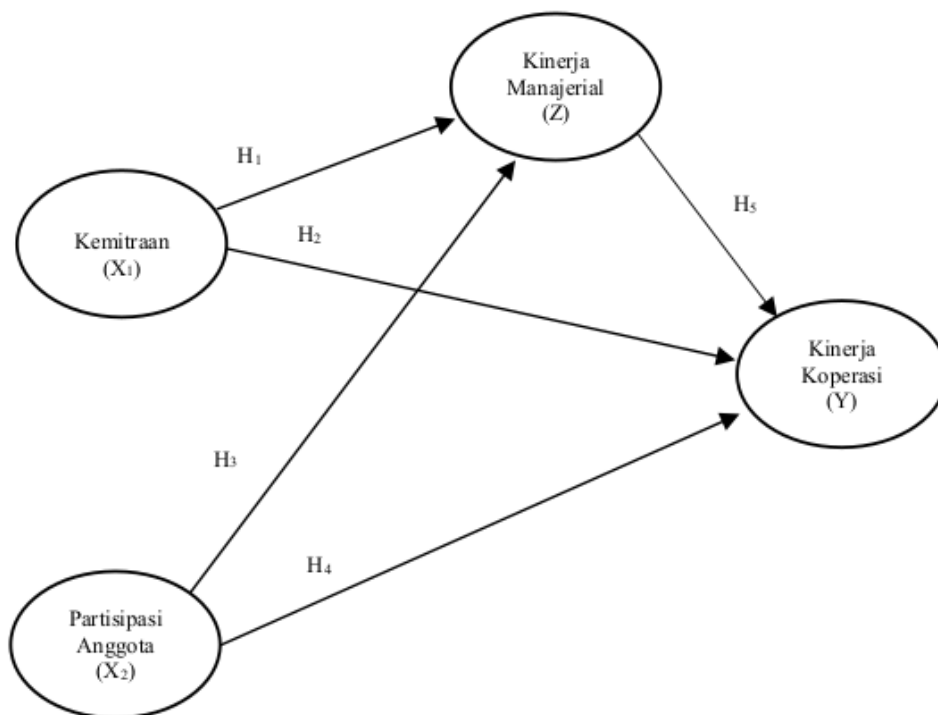 Kinerja
Manajerial
(Z)
H₁
H₂
H₅
Kemitraan
(X₁)
Kinerja
Koperasi
(Y)
H₃
H₄
Partisipasi
Anggota
(X₂)